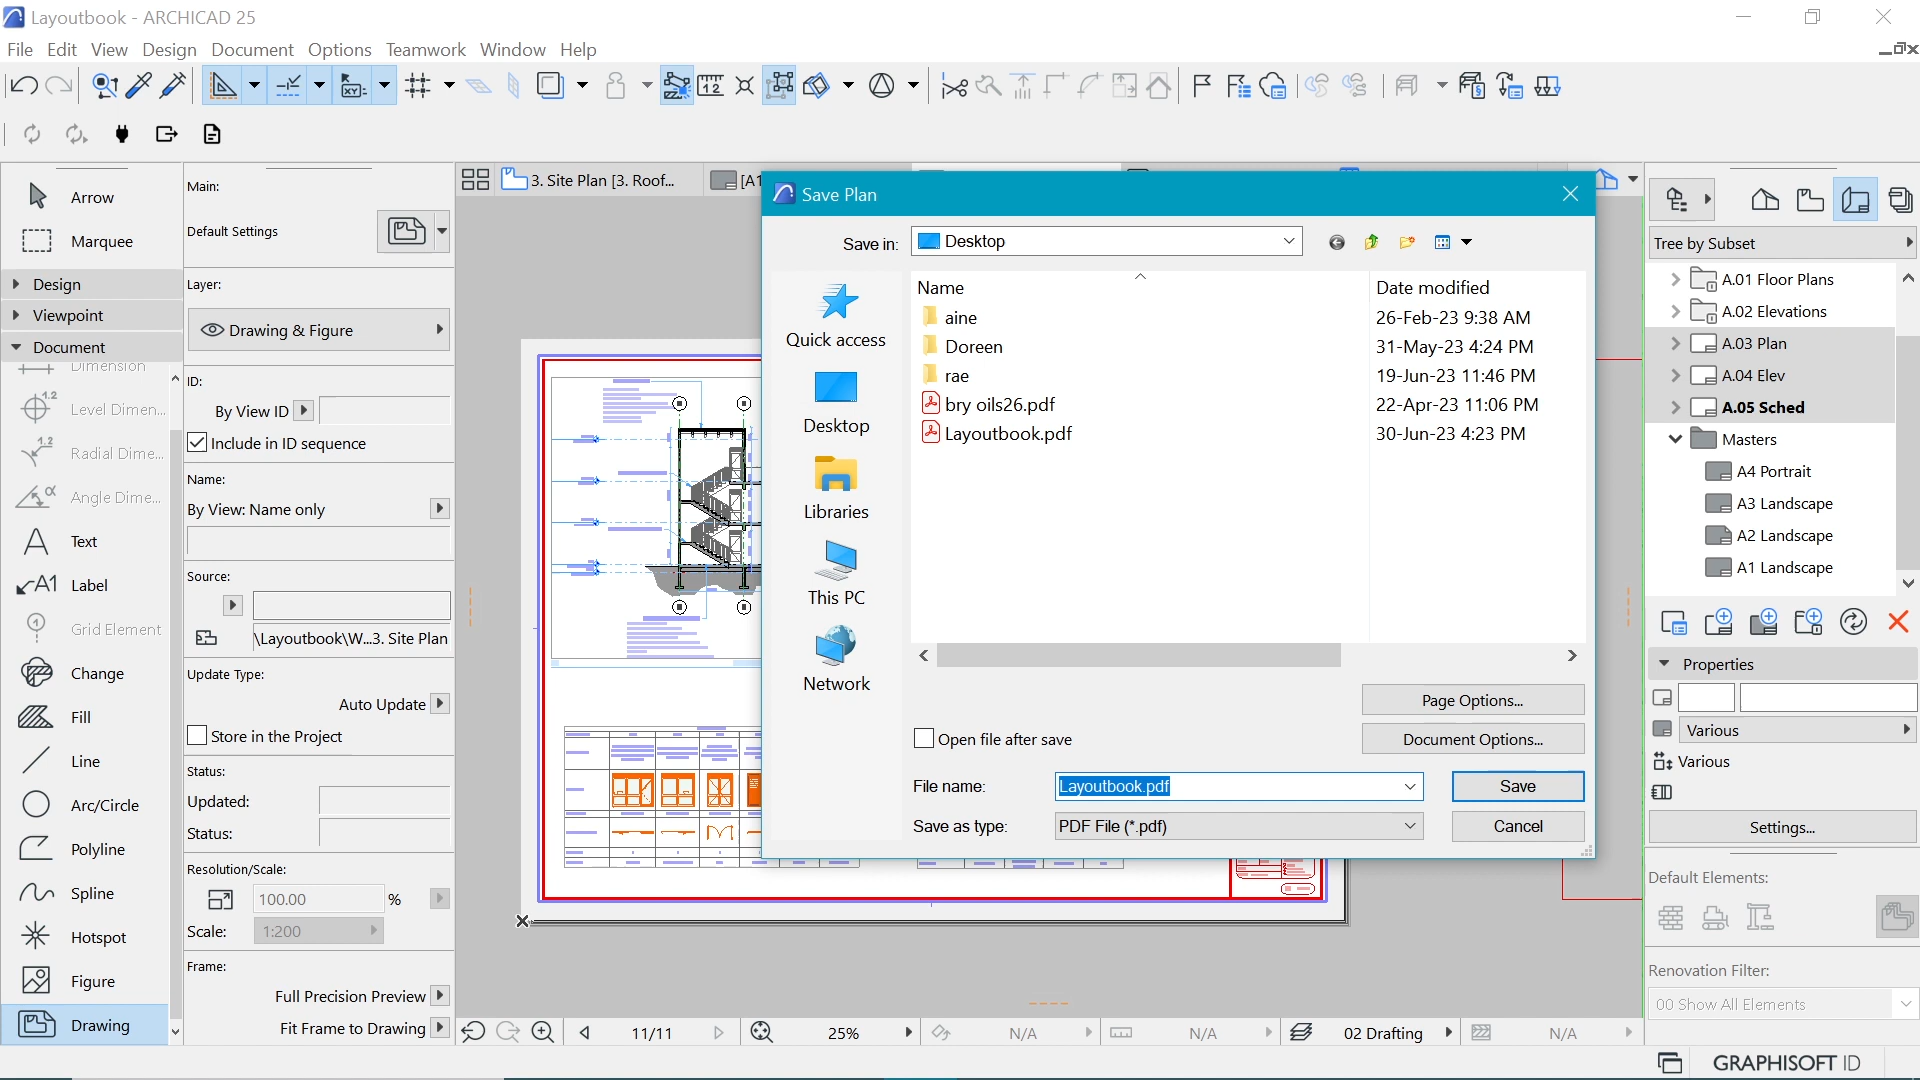 Layoutbook - ARCHICAD 25
File Edit View Design Document Options Teamwork Window Help
3. Site Plan [3. Roof...
[A1
Arrow
Marquee
Design
Viewpoint
Document
Dimension
Level Dimen...
Radial Dime...
Angle Dime...
Text
Label
Grid Element
Change
Fill
Line
Arc/Circle
Polyline
Spline
Hotspot
Figure
Drawing
Main:
Default Settings
Layer:
Drawing & Figure
ID:
By View ID
Include in ID sequence
Name:
By View: Name only
Source:
\Layoutbook\W...3. Site Plan
Update Type:
Auto Update
Store in the Project
Status:
Updated:
Status:
Resolution/Scale:
100.00 %
Scale: 1:200
Frame:
Full Precision Preview
Fit Frame to Drawing
Save Plan
Save in: Desktop
Quick access
Desktop
Libraries
This PC
Network
Name Date modified
aine 26-Feb-23 9:38 AM
Doreen 31-May-23 4:24 PM
rae 19-Jun-23 11:46 PM
bry oils26.pdf 22-Apr-23 11:06 PM
Layoutbook.pdf 30-Jun-23 4:23 PM
Page Options...
Open file after save
Document Options...
File name: Layoutbook.pdf Save
Save as type: PDF File (*.pdf) Cancel
11/11 25% N/A N/A 02 Drafting N/A
Tree by Subset
A.01 Floor Plans
A.02 Elevations
A.03 Plan
A.04 Elev
A.05 Sched
Masters
A4 Portrait
A3 Landscape
A2 Landscape
A1 Landscape
Properties
Various
Various
Settings...
Default Elements:
Renovation Filter:
00 Show All Elements
GRAPHISOFT ID